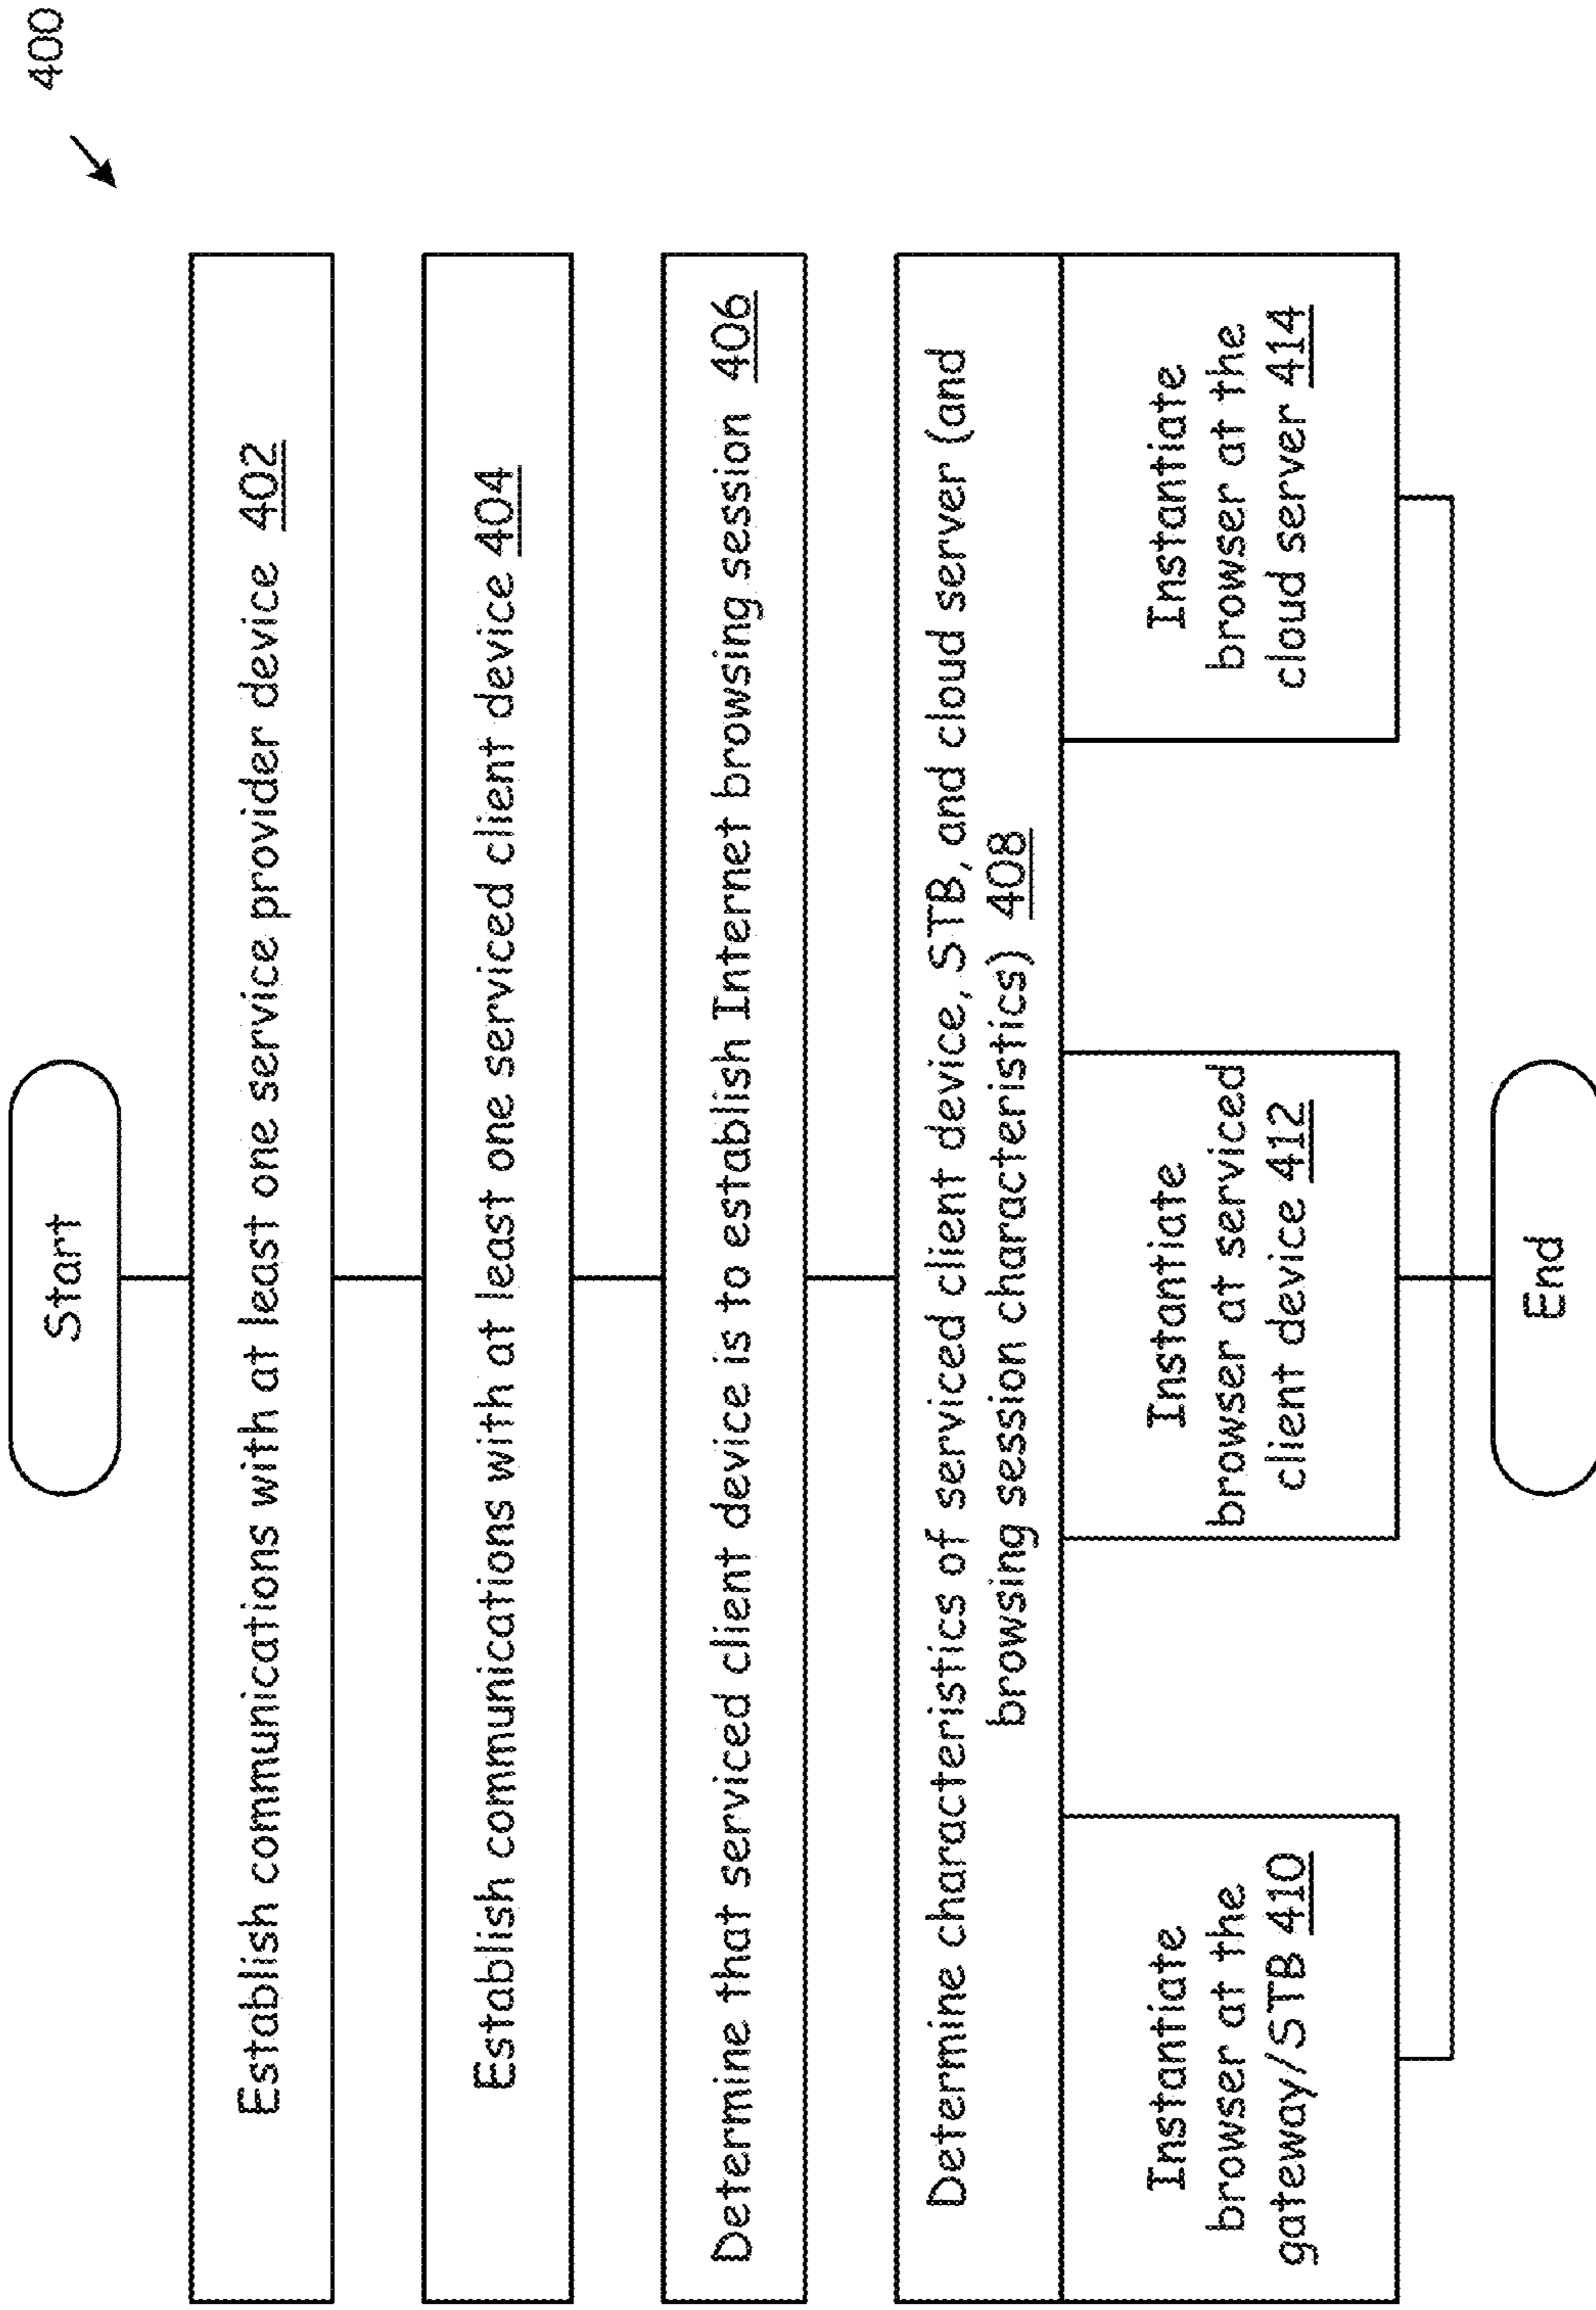 400
Start
Establish communications with at least one service provider device 402
Establish communications with at least one serviced client device 404
Determine that serviced client device is to establish Internet browsing session 406
Determine characteristics of serviced client device, STB, and cloud server (and
browsing session characteristics) 408
Instantiate
browser at the
gateway/STB 410
Instantiate
browser at serviced
client device 412
Instantiate
browser at the
cloud server 414
End